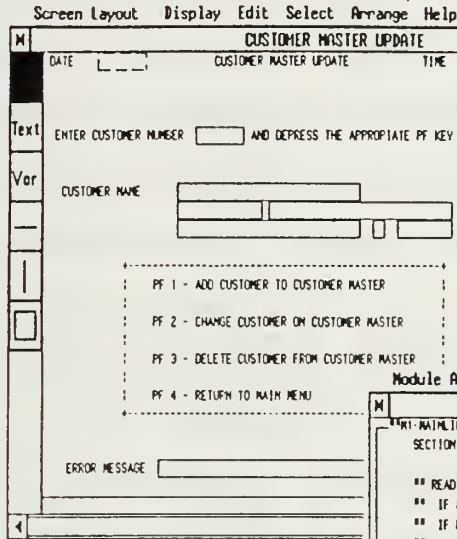 Screen Layout Display Edit Select Arrange Help
CUSTOMER MASTER UPDATE
DATE CUSTOMER MASTER UPDATE TIME
Text
ENTER CUSTOMER NUMBER AND DEPRESS THE APPROPIATE PF KEY
Var
CUSTOMER NAME
PF 1 - ADD CUSTOMER TO CUSTOMER MASTER
PF 2 - CHANGE CUSTOMER ON CUSTOMER MASTER
PF 3 - DELETE CUSTOMER FROM CUSTOMER MASTER
PF 4 - RETURN TO MAIN MENU
ERROR MESSAGE
Module A
SECTION
** READ
** IF
** IF